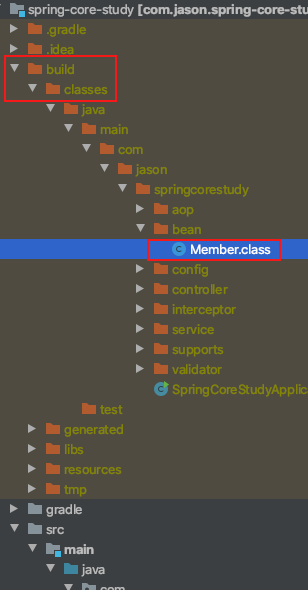 spring-core-study [com.jason.spring-core-stu
.gradle
.idea
build
classes
java
main
com
jason
springcorestudy
aop
bean
Member.class
config
controller
interceptor
service
supports
validator
SpringCoreStudyApplica
test
generated
libs
resources
tmp
gradle
src
main
java
com